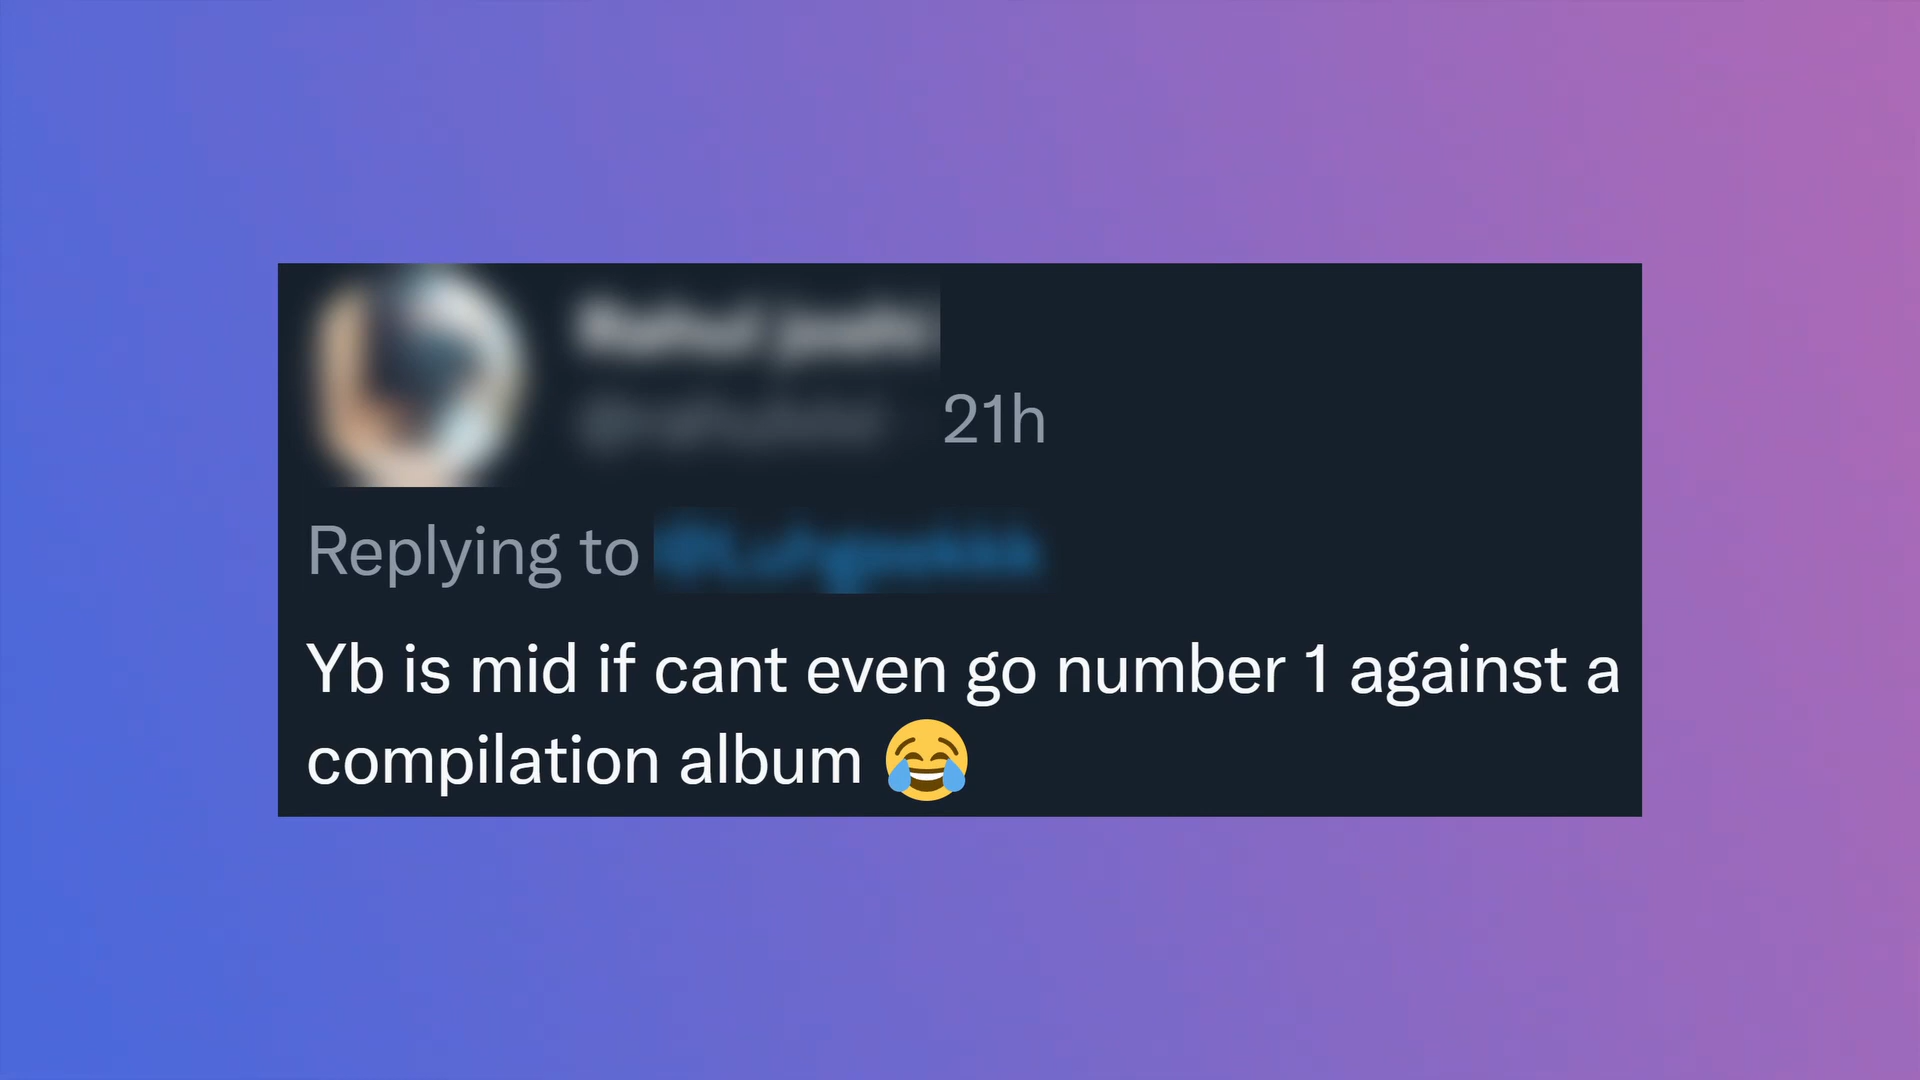 21h
Replying to
Yb is mid if cant even go number 1 against a
compilation album 😂